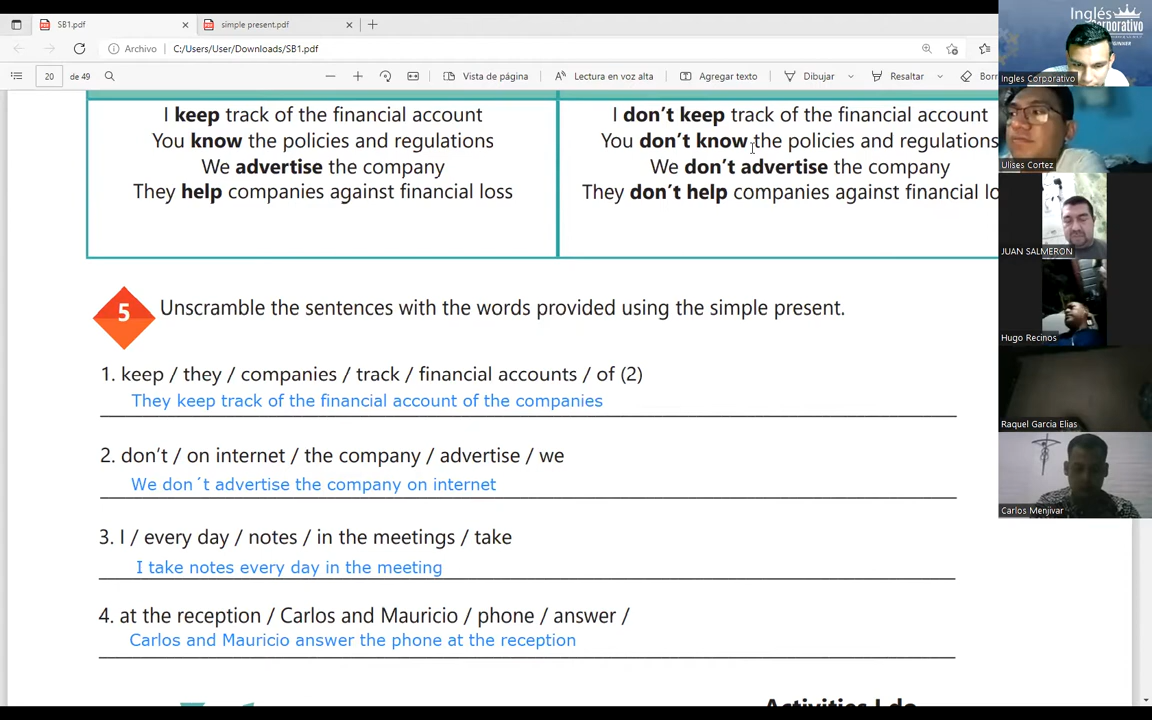 SB1.pdf
simple present.pdf
Archivo
C:/Users/User/Downloads/SB1.pdf
20 de 49
Vista de página
Lectura en voz alta
Agregar texto
Dibujar
Resaltar
I keep track of the financial account
You know the policies and regulations
We advertise the company
They help companies against financial loss
I don't keep track of the financial account
You don't know the policies and regulations
We don't advertise the company
They don't help companies against financial
5
Unscramble the sentences with the words provided using the simple present.
1. keep / they / companies / track / financial accounts / of (2)
They keep track of the financial account of the companies
2. don't / on internet / the company / advertise / we
We don´t advertise the company on internet
3. I / every day / notes / in the meetings / take
I take notes every day in the meeting
4. at the reception / Carlos and Mauricio / phone / answer /
Carlos and Mauricio answer the phone at the reception
Activities I do
Inglés
Corporativo
Ingles Corporativo
Ulises Cortez
JUAN SALMERON
Hugo Recinos
Raquel Garcia Elias
Carlos Menjivar